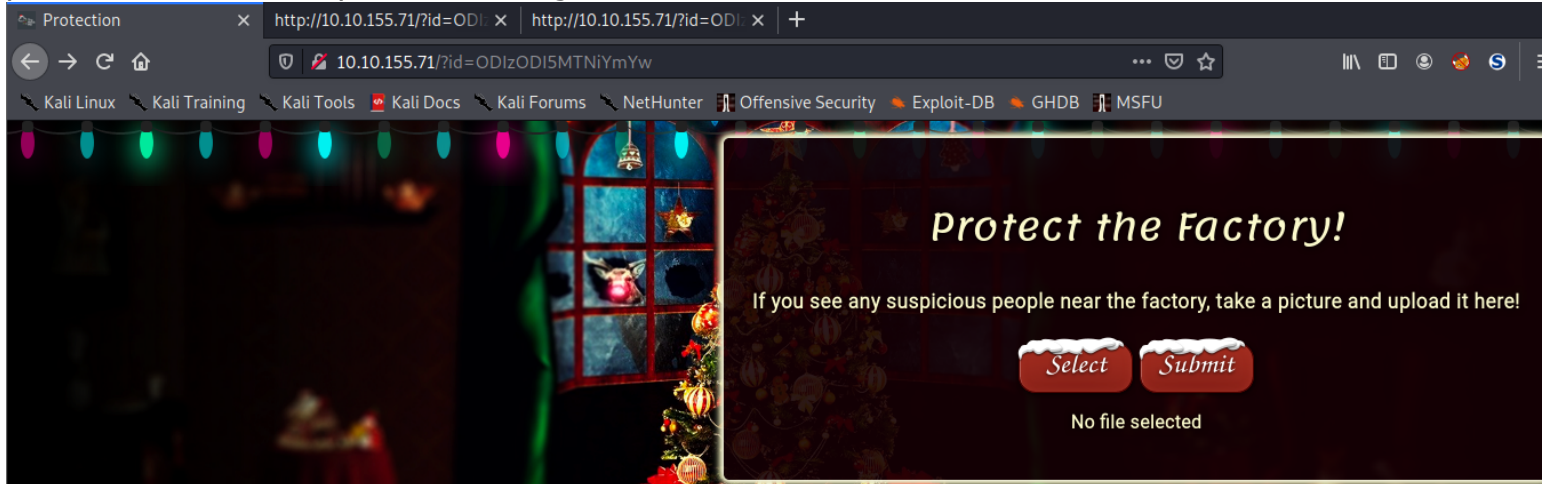 Protection http://10.10.155.71/?id=ODI http://10.10.155.71/?id=ODI
10.10.155.71/?id=ODIzODI5MTNiYmYw
Kali Linux Kali Training Kali Tools Kali Docs Kali Forums NetHunter Offensive Security Exploit-DB GHDB MSFU
Protect the Factory!
If you see any suspicious people near the factory, take a picture and upload it here!
Select Submit
No file selected